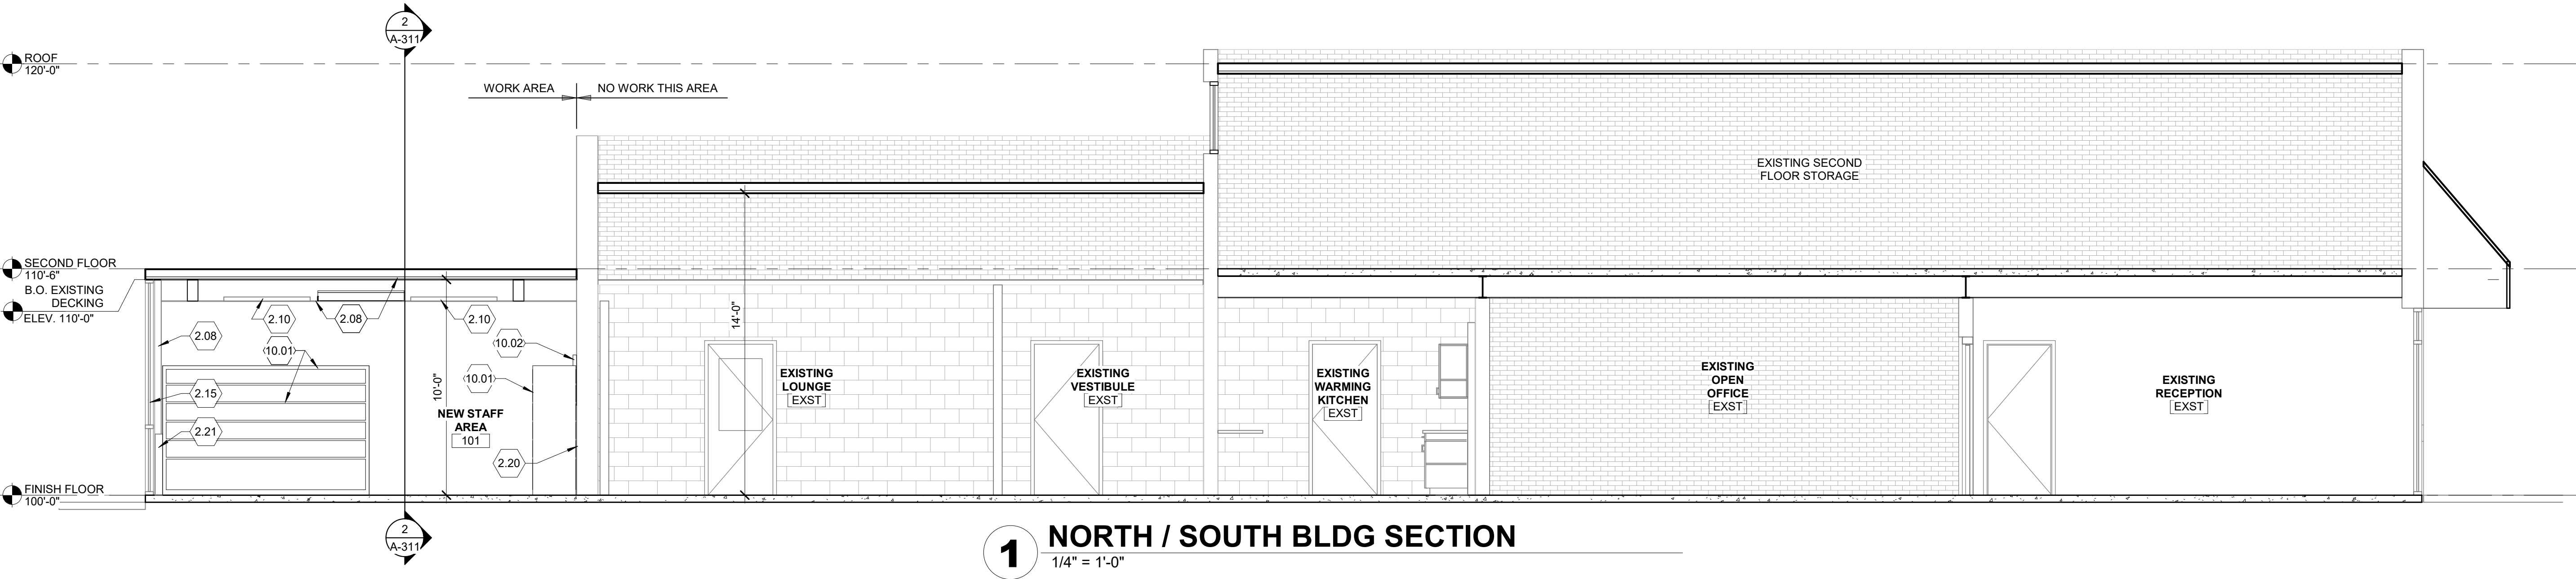 2
A-311
ROOF
120'-0"
WORK AREA
NO WORK THIS AREA
EXISTING SECOND
FLOOR STORAGE
SECOND FLOOR
110'-6"
B.O. EXISTING
DECKING
ELEV. 110'-0"
2.10
2.08
2.10
2.08
10.01
10.02
10.01
2.15
2.21
2.20
10'-0"
14'-0"
NEW STAFF
AREA
101
EXISTING
LOUNGE
EXST
EXISTING
VESTIBULE
EXST
EXISTING
WARMING
KITCHEN
EXST
EXISTING
OPEN
OFFICE
EXST
EXISTING
RECEPTION
EXST
FINISH FLOOR
100'-0"
2
A-311
1
NORTH / SOUTH BLDG SECTION
1/4" = 1'-0"